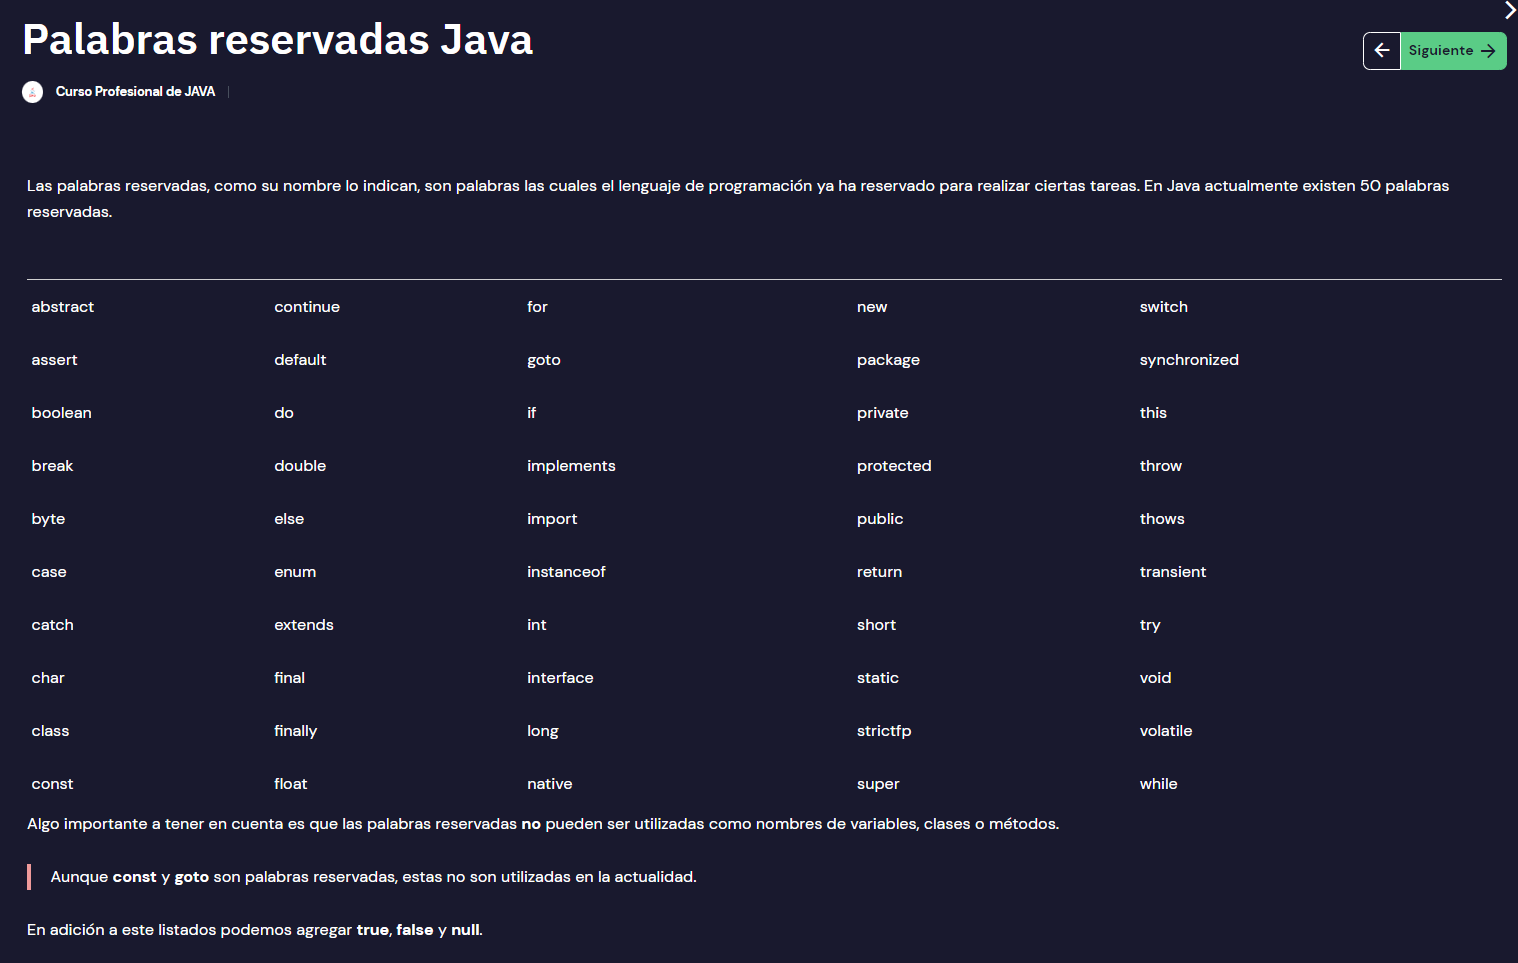 Palabras reservadas Java
Siguiente
Curso Profesional de JAVA
Las palabras reservadas, como su nombre lo indican, son palabras las cuales el lenguaje de programación ya ha reservado para realizar ciertas tareas. En Java actualmente existen 50 palabras
reservadas.
abstract continue for new switch
assert default goto package synchronized
boolean do if private this
break double implements protected throw
byte else import public thows
case enum instanceof return transient
catch extends int short try
char final interface static void
class finally long strictfp volatile
const float native super while
Algo importante a tener en cuenta es que las palabras reservadas no pueden ser utilizadas como nombres de variables, clases o métodos.
Aunque const y goto son palabras reservadas, estas no son utilizadas en la actualidad.
En adición a este listados podemos agregar true, false y null.